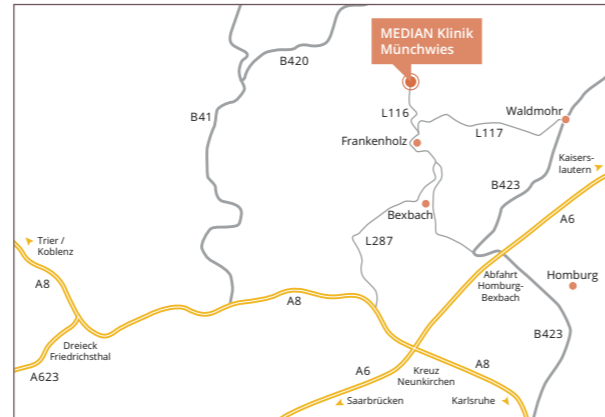 MEDIAN Klinik
Münchwies
B420
B41
L116
Waldmohr
L117
Frankenholz
Kaisers-
lautern
B423
Bexbach
A6
L287
Trier /
Koblenz
A8
A8
Abfahrt
Homburg-
Bexbach
Homburg
B423
Dreieck
Friedrichsthal
A623
A6
Kreuz
Neunkirchen
A8
Saarbrücken
Karlsruhe